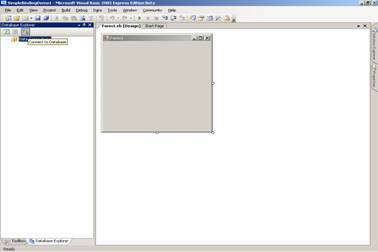 SimpleBindingDemo1 - Microsoft Visual Basic 2005 Express Edition Beta
File Edit View Project Build Debug Data Tools Window Community Help
Database Explorer
Form1.vb [Design] Start Page
Connect to Database
Form1
Solution Explorer
Properties
Toolbox Database Explorer
Ready